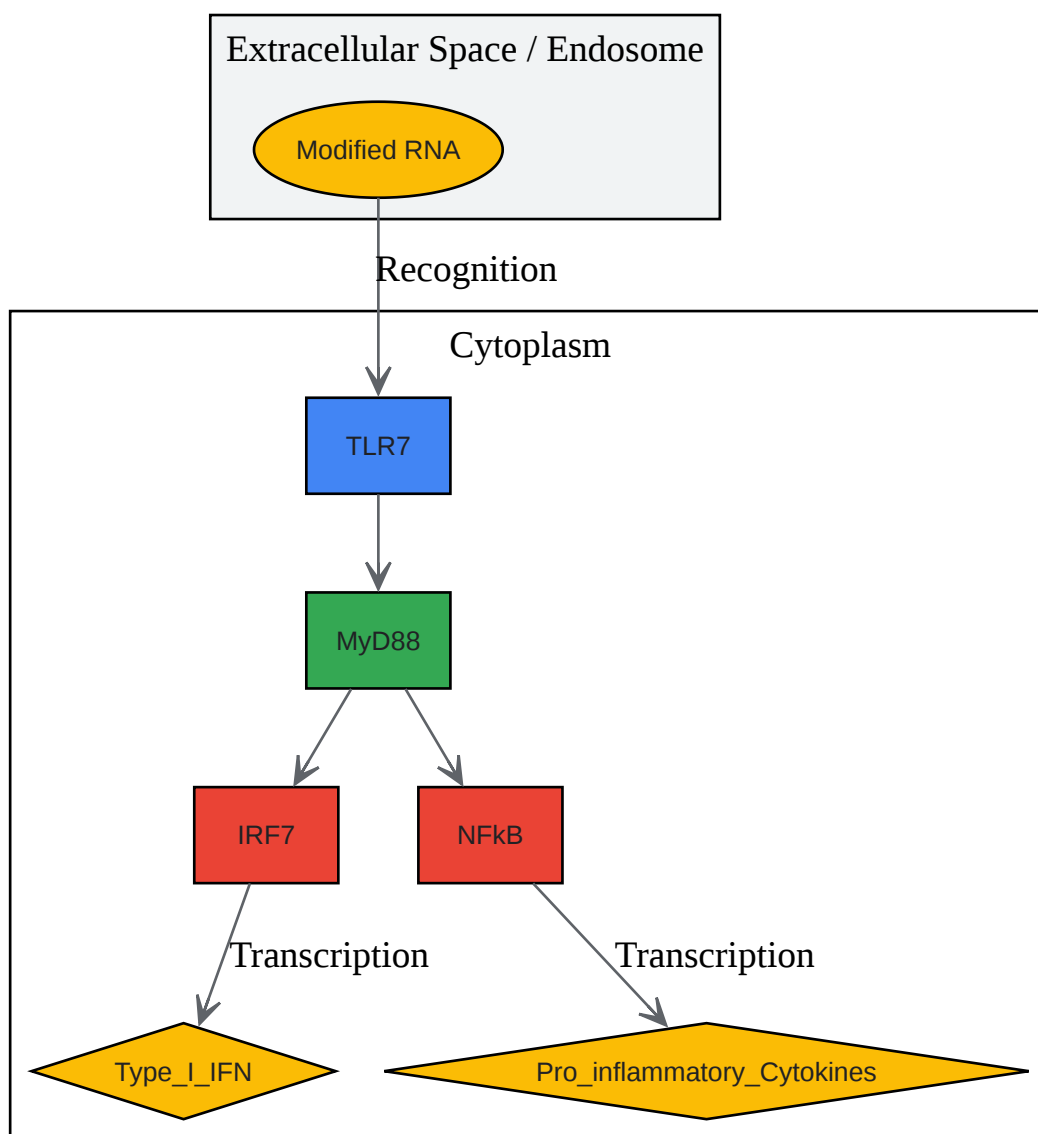 Extracellular Space / Endosome
Modified RNA
Recognition
Cytoplasm
TLR7
MyD88
IRF7
NFkB
Transcription
Transcription
Type_I_IFN
Pro_inflammatory_Cytokines